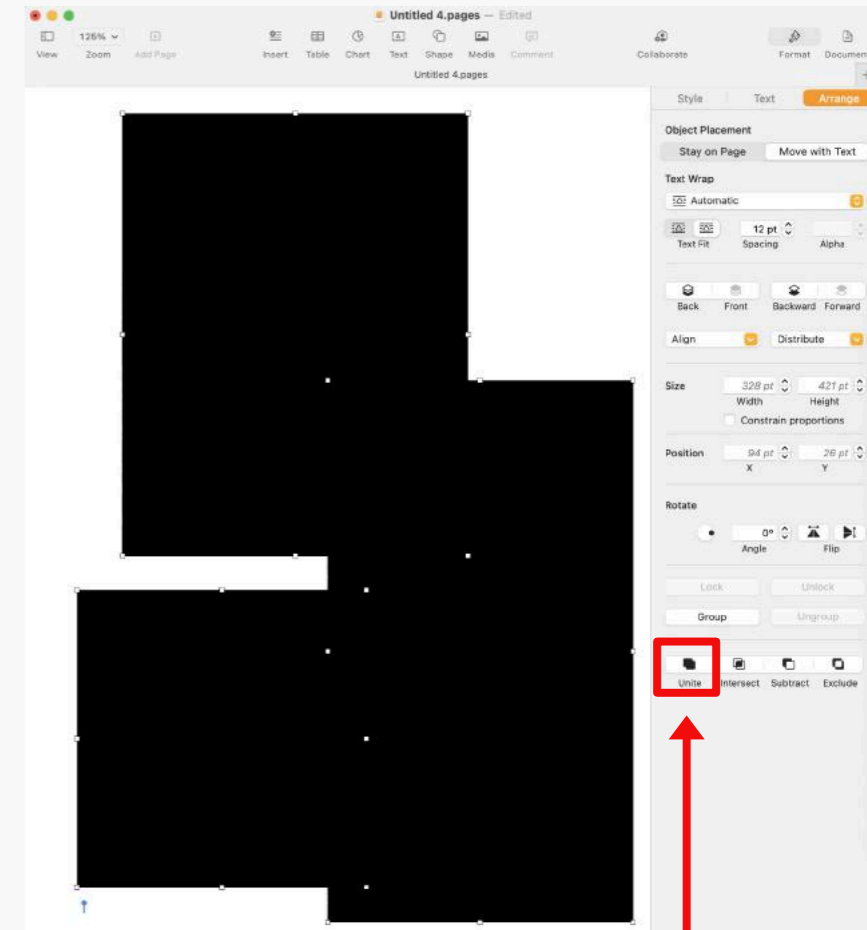 Untitled 4.pages — Edited
125%
View Zoom Add Page Insert Table Chart Text Shape Media Comment Collaborate Format Documen
Untitled 4.pages
Style Text Arrange
Object Placement
Stay on Page Move with Text
Text Wrap
Automatic
12 pt
Text Fit Spacing Alpha
Back Front Backward Forward
Align Distribute
Size 328 pt 421 pt
Width Height
Constrain proportions
Position 94 pt 26 pt
X Y
Rotate
0°
Angle Flip
Lock Unlock
Group Ungroup
Unite Intersect Subtract Exclude